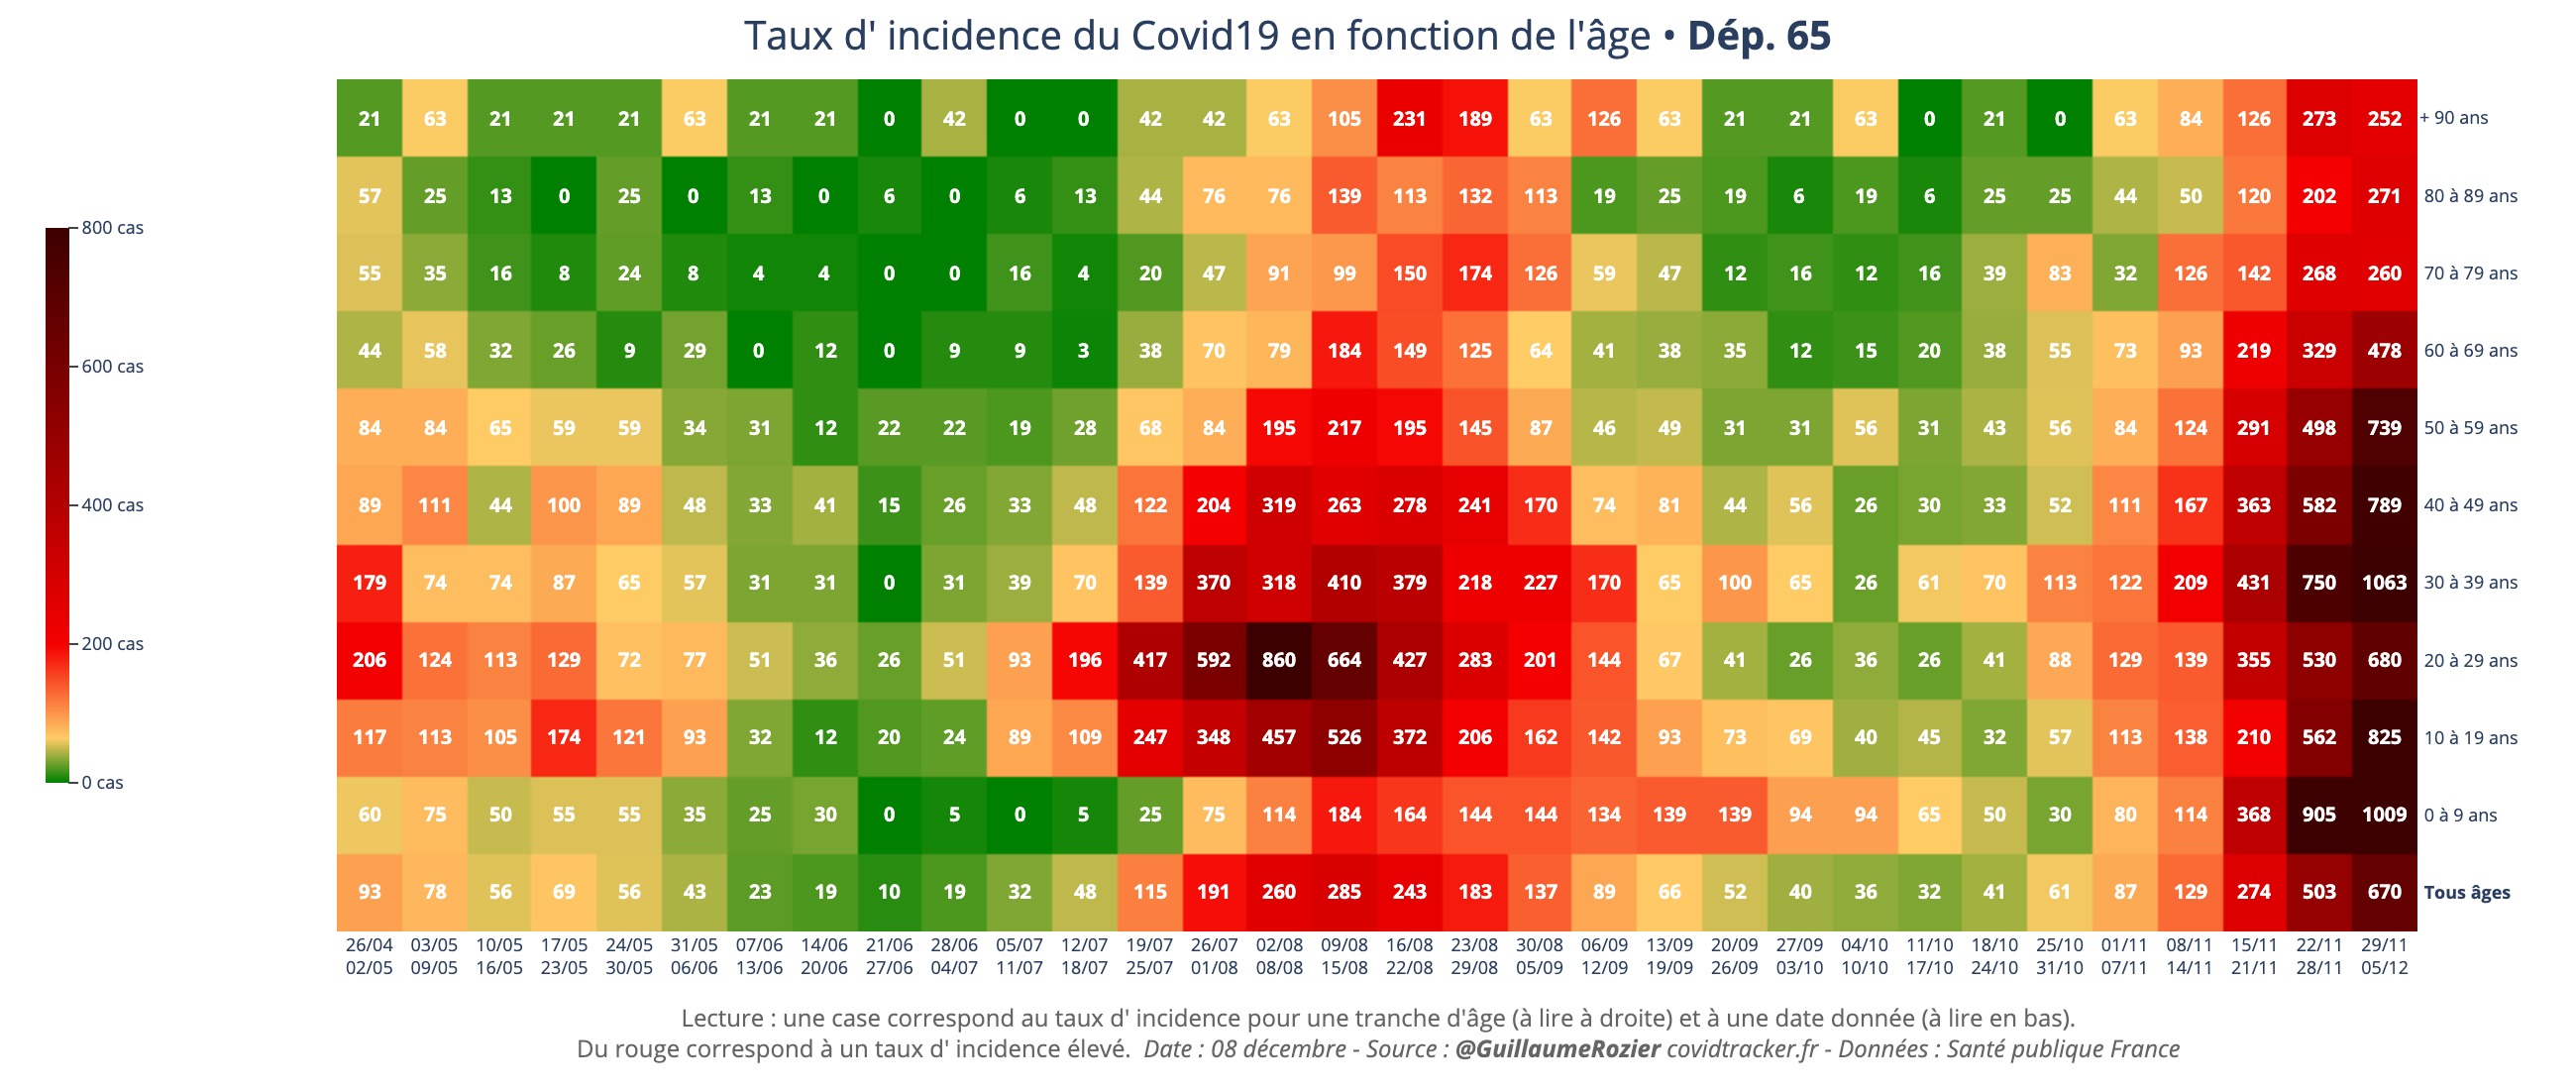 Taux d' incidence du Covid19 en fonction de l'âge • Dép. 65
21 63 21 21 21 63 21 21 0 42 0 0 42 42 63 105 231 189 63 126 63 21 21 63 0 21 0 63 84 126 273 252 + 90 ans
57 25 13 0 25 0 13 0 6 0 6 13 44 76 76 139 113 132 113 19 25 19 6 19 6 25 25 44 50 120 202 271 80 à 89 ans
800 cas
55 35 16 8 24 8 4 4 0 0 16 4 20 47 91 99 150 174 126 59 47 12 16 12 16 39 83 32 126 142 268 260 70 à 79 ans
44 58 32 26 9 29 0 12 0 9 9 3 38 70 79 184 149 125 64 41 38 35 12 15 20 38 55 73 93 219 329 478 60 à 69 ans
600 cas
84 84 65 59 59 34 31 12 22 22 19 28 68 84 195 217 195 145 87 46 49 31 31 56 31 43 56 84 124 291 498 739 50 à 59 ans
400 cas
89 111 44 100 89 48 33 41 15 26 33 48 122 204 319 263 278 241 170 74 81 44 56 26 30 33 52 111 167 363 582 789 40 à 49 ans
179 74 74 87 65 57 31 31 0 31 39 70 139 370 318 410 379 218 227 170 65 100 65 26 61 70 113 122 209 431 750 1063 30 à 39 ans
200 cas
206 124 113 129 72 77 51 36 26 51 93 196 417 592 860 664 427 283 201 144 67 41 26 36 26 41 88 129 139 355 530 680 20 à 29 ans
117 113 105 174 121 93 32 12 20 24 89 109 247 348 457 526 372 206 162 142 93 73 69 40 45 32 57 113 138 210 562 825 10 à 19 ans
0 cas
60 75 50 55 55 35 25 30 0 5 0 5 25 75 114 184 164 144 144 134 139 139 94 94 65 50 30 80 114 368 905 1009 0 à 9 ans
93 78 56 69 56 43 23 19 10 19 32 48 115 191 260 285 243 183 137 89 66 52 40 36 32 41 61 87 129 274 503 670 Tous âges
26/04 03/05 10/05 17/05 24/05 31/05 07/06 14/06 21/06 28/06 05/07 12/07 19/07 26/07 02/08 09/08 16/08 23/08 30/08 06/09 13/09 20/09 27/09 04/10 11/10 18/10 25/10 01/11 08/11 15/11 22/11 29/11
02/05 09/05 16/05 23/05 30/05 06/06 13/06 20/06 27/06 04/07 11/07 18/07 25/07 01/08 08/08 15/08 22/08 29/08 05/09 12/09 19/09 26/09 03/10 10/10 17/10 24/10 31/10 07/11 14/11 21/11 28/11 05/12
Lecture : une case correspond au taux d' incidence pour une tranche d'âge (à lire à droite) et à une date donnée (à lire en bas).
Du rouge correspond à un taux d' incidence élevé. Date : 08 décembre - Source : @GuillaumeRozier covidtracker.fr - Données : Santé publique France